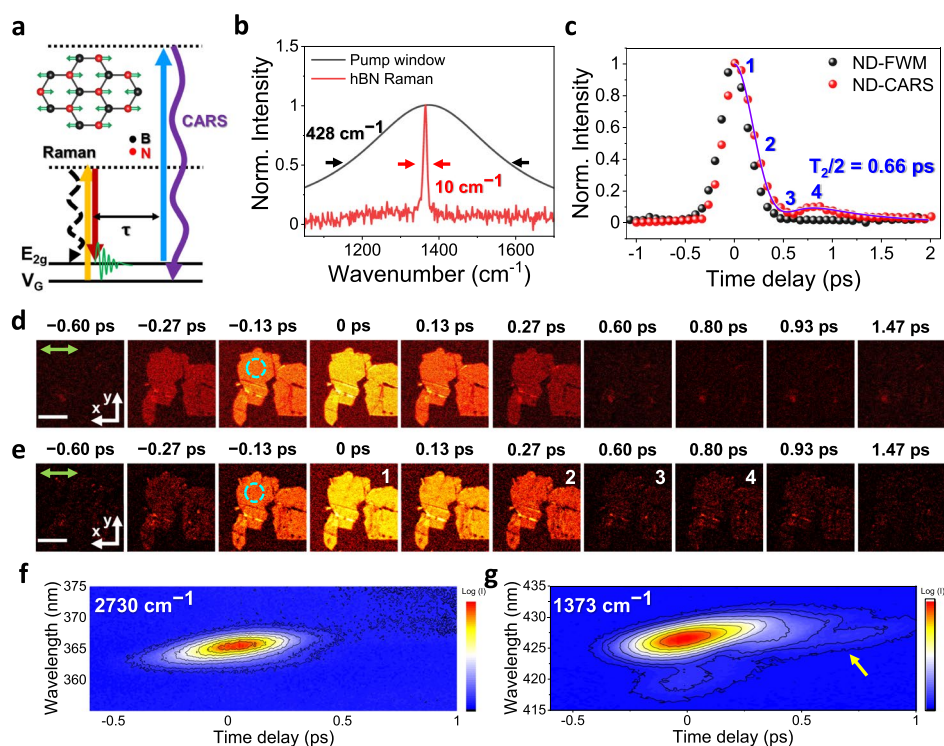 a
B
N
Raman
CARS
τ
E2g
VG
b
Norm. Intensity
1.5
1
0.5
0
Pump window
hBN Raman
428 cm−1
10 cm−1
1200 1400 1600
Wavenumber (cm-1)
c
Norm. Intensity
1
0.8
0.6
0.4
0.2
0
ND-FWM
ND-CARS
1
2
3 4
T2/2 = 0.66 ps
-1 -0.5 0 0.5 1 1.5 2
Time delay (ps)
d
−0.60 ps −0.27 ps −0.13 ps 0 ps 0.13 ps 0.27 ps 0.60 ps 0.80 ps 0.93 ps 1.47 ps
y
x
e
−0.60 ps −0.27 ps −0.13 ps 0 ps 0.13 ps 0.27 ps 0.60 ps 0.80 ps 0.93 ps 1.47 ps
1 2 3 4
y
x
f
Wavelength (nm)
375
370
365
360
2730 cm−1
Log (I)
-0.5 0 0.5 1
Time delay (ps)
g
Wavelength (nm)
435
430
425
420
415
1373 cm−1
Log (I)
-0.5 0 0.5 1
Time delay (ps)